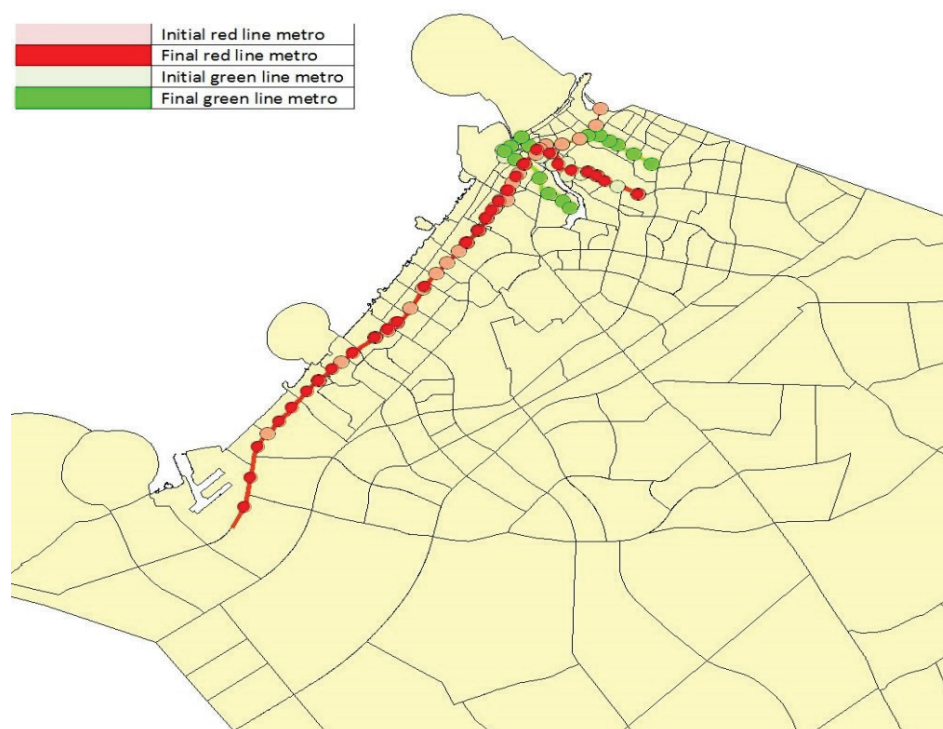 Initial red line metro
Final red line metro
Initial green line metro
Final green line metro